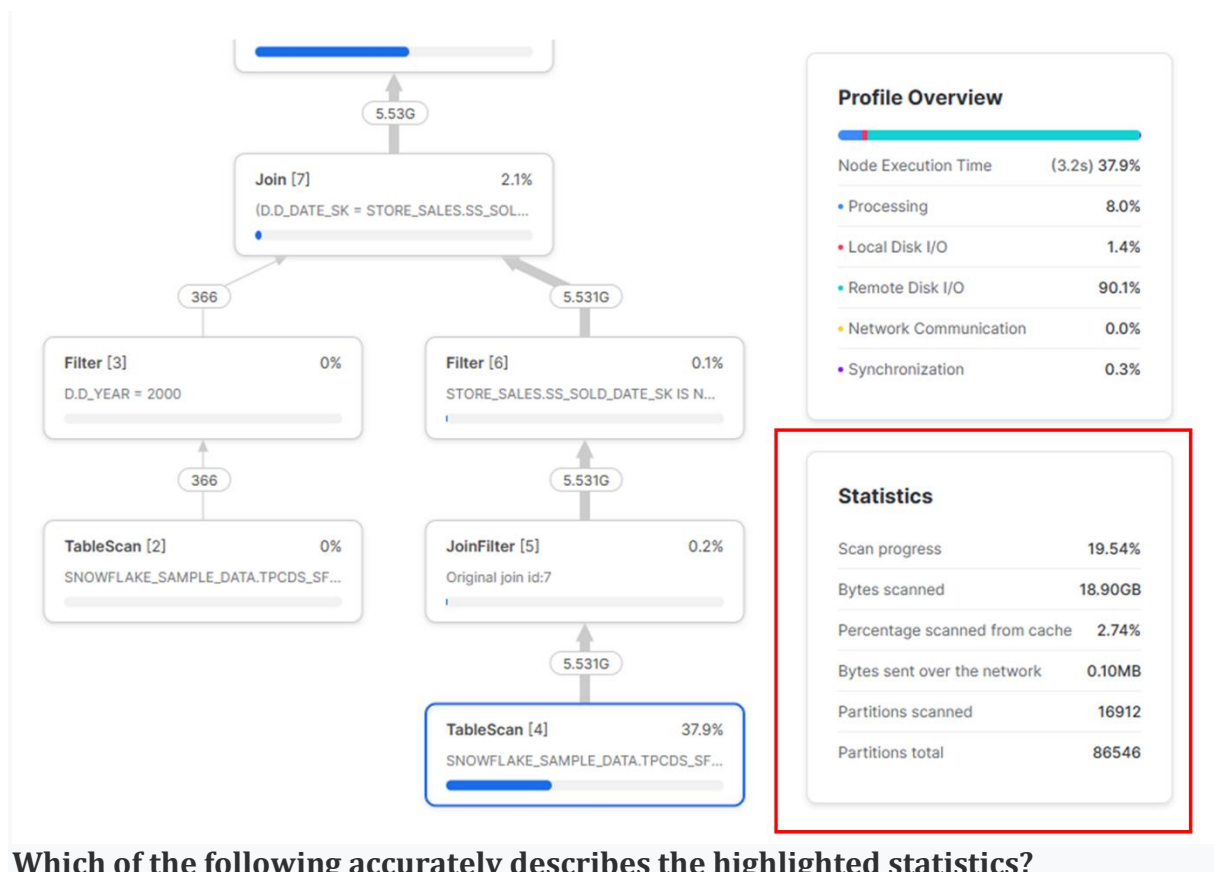 5.53G
Join [7] 2.1%
(D.D_DATE_SK = STORE_SALES.SS_SOL...
366 5.531G
Filter [3] 0%
D.D_YEAR = 2000
Filter [6] 0.1%
STORE_SALES.SS_SOLD_DATE_SK IS N...
366 5.531G
TableScan [2] 0%
SNOWFLAKE_SAMPLE_DATA.TPCDS_SF...
JoinFilter [5] 0.2%
Original join id:7
5.531G
TableScan [4] 37.9%
SNOWFLAKE_SAMPLE_DATA.TPCDS_SF...
Profile Overview
Node Execution Time (3.2s) 37.9%
• Processing 8.0%
• Local Disk I/O 1.4%
• Remote Disk I/O 90.1%
• Network Communication 0.0%
• Synchronization 0.3%
Statistics
Scan progress 19.54%
Bytes scanned 18.90GB
Percentage scanned from cache 2.74%
Bytes sent over the network 0.10MB
Partitions scanned 16912
Partitions total 86546
Which of the following accurately describes the highlighted statistics?